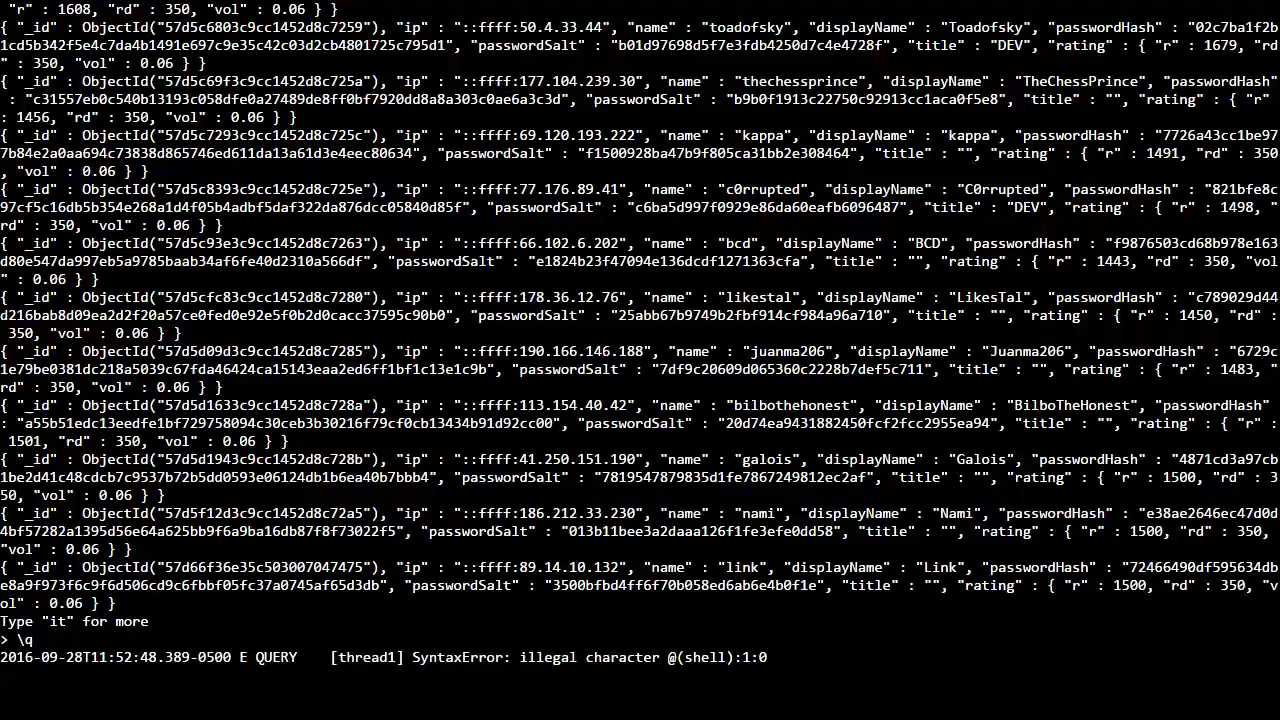 "r" : 1608, "rd" : 350, "vol" : 0.06 } }
{ "_id" : ObjectId("57d5c6803c9cc1452d8c7259"), "ip" : "::ffff:50.4.33.44", "name" : "toadofsky", "displayName" : "Toadofsky", "passwordHash" : "02c7ba1f2b
1cd5b342f5e4c7da4b1491e697c9e35c42c03d2cb4801725c795d1", "passwordSalt" : "b01d97698d5f7e3fdb4250d7c4e4728f", "title" : "DEV", "rating" : { "r" : 1679, "rd
" : 350, "vol" : 0.06 } }
{ "_id" : ObjectId("57d5c69f3c9cc1452d8c725a"), "ip" : "::ffff:177.104.239.30", "name" : "thechessprince", "displayName" : "TheChessPrince", "passwordHash"
: "c31557eb0c540b13193c058dfe0a27489de8ff0bf7920dd8a8a303c0ae6a3c3d", "passwordSalt" : "b9b0f1913c22750c92913cc1aca0f5e8", "title" : "", "rating" : { "r"
: 1456, "rd" : 350, "vol" : 0.06 } }
{ "_id" : ObjectId("57d5c7293c9cc1452d8c725c"), "ip" : "::ffff:69.120.193.222", "name" : "kappa", "displayName" : "kappa", "passwordHash" : "7726a43cc1be97
7b84e2a0aa694c73838d865746ed611da13a61d3e4eec80634", "passwordSalt" : "f1500928ba47b9f805ca31bb2e308464", "title" : "", "rating" : { "r" : 1491, "rd" : 350
, "vol" : 0.06 } }
{ "_id" : ObjectId("57d5c8393c9cc1452d8c725e"), "ip" : "::ffff:77.176.89.41", "name" : "c0rrupted", "displayName" : "C0rrupted", "passwordHash" : "821bfe8c
97cf5c16db5b354e268a1d4f05b4adbf5daf322da876dcc05840d85f", "passwordSalt" : "c6ba5d997f0929e86da60eafb6096487", "title" : "DEV", "rating" : { "r" : 1498, "
rd" : 350, "vol" : 0.06 } }
{ "_id" : ObjectId("57d5c93e3c9cc1452d8c7263"), "ip" : "::ffff:66.102.6.202", "name" : "bcd", "displayName" : "BCD", "passwordHash" : "f9876503cd68b978e163
d80e547da997eb5a9785baab34af6fe40d2310a566df", "passwordSalt" : "e1824b23f47094e136dcdf1271363cfa", "title" : "", "rating" : { "r" : 1443, "rd" : 350, "vol
" : 0.06 } }
{ "_id" : ObjectId("57d5cfc83c9cc1452d8c7280"), "ip" : "::ffff:178.36.12.76", "name" : "likestal", "displayName" : "LikesTal", "passwordHash" : "c789029d44
d216bab8d09ea2d2f20a57ce0fed0e92e5f0b2d0cacc37595c90b0", "passwordSalt" : "25abb67b9749b2fbf914cf984a96a710", "title" : "", "rating" : { "r" : 1450, "rd" :
350, "vol" : 0.06 } }
{ "_id" : ObjectId("57d5d09d3c9cc1452d8c7285"), "ip" : "::ffff:190.166.146.188", "name" : "juanma206", "displayName" : "Juanma206", "passwordHash" : "6729c
1e79be0381dc218a5039c67fda46424ca15143eaa2ed6ff1bf1c13e1c9b", "passwordSalt" : "7df9c20609d065360c2228b7def5c711", "title" : "", "rating" : { "r" : 1483, "
rd" : 350, "vol" : 0.06 } }
{ "_id" : ObjectId("57d5d1633c9cc1452d8c728a"), "ip" : "::ffff:113.154.40.42", "name" : "bilbothehonest", "displayName" : "BilboTheHonest", "passwordHash"
: "a55b51edc13eedfe1bf729758094c30ceb3b30216f79cf0cb13434b91d92cc00", "passwordSalt" : "20d74ea9431882450fcf2fcc2955ea94", "title" : "", "rating" : { "r" :
1501, "rd" : 350, "vol" : 0.06 } }
{ "_id" : ObjectId("57d5d1943c9cc1452d8c728b"), "ip" : "::ffff:41.250.151.190", "name" : "galois", "displayName" : "Galois", "passwordHash" : "4871cd3a97cb
1be2d41c48cdcb7c9537b72b5dd0593e06124db1b6ea40b7bbb4", "passwordSalt" : "7819547879835d1fe7867249812ec2af", "title" : "", "rating" : { "r" : 1500, "rd" : 3
50, "vol" : 0.06 } }
{ "_id" : ObjectId("57d5f12d3c9cc1452d8c72a5"), "ip" : "::ffff:186.212.33.230", "name" : "nami", "displayName" : "Nami", "passwordHash" : "e38ae2646ec47d0d
4bf57282a1395d56e64a625bb9f6a9ba16db87f8f73022f5", "passwordSalt" : "013b11bee3a2daaa126f1fe3efe0dd58", "title" : "", "rating" : { "r" : 1500, "rd" : 350,
"vol" : 0.06 } }
{ "_id" : ObjectId("57d66f36e35c503007047475"), "ip" : "::ffff:89.14.10.132", "name" : "link", "displayName" : "Link", "passwordHash" : "72466490df595634db
e8a9f973f6c9f6d506cd9c6fbbf05fc37a0745af65d3db", "passwordSalt" : "3500bfbd4ff6f70b058ed6ab6e4b0f1e", "title" : "", "rating" : { "r" : 1500, "rd" : 350, "v
ol" : 0.06 } }
Type "it" for more
> \q
2016-09-28T11:52:48.389-0500 E QUERY    [thread1] SyntaxError: illegal character @(shell):1:0